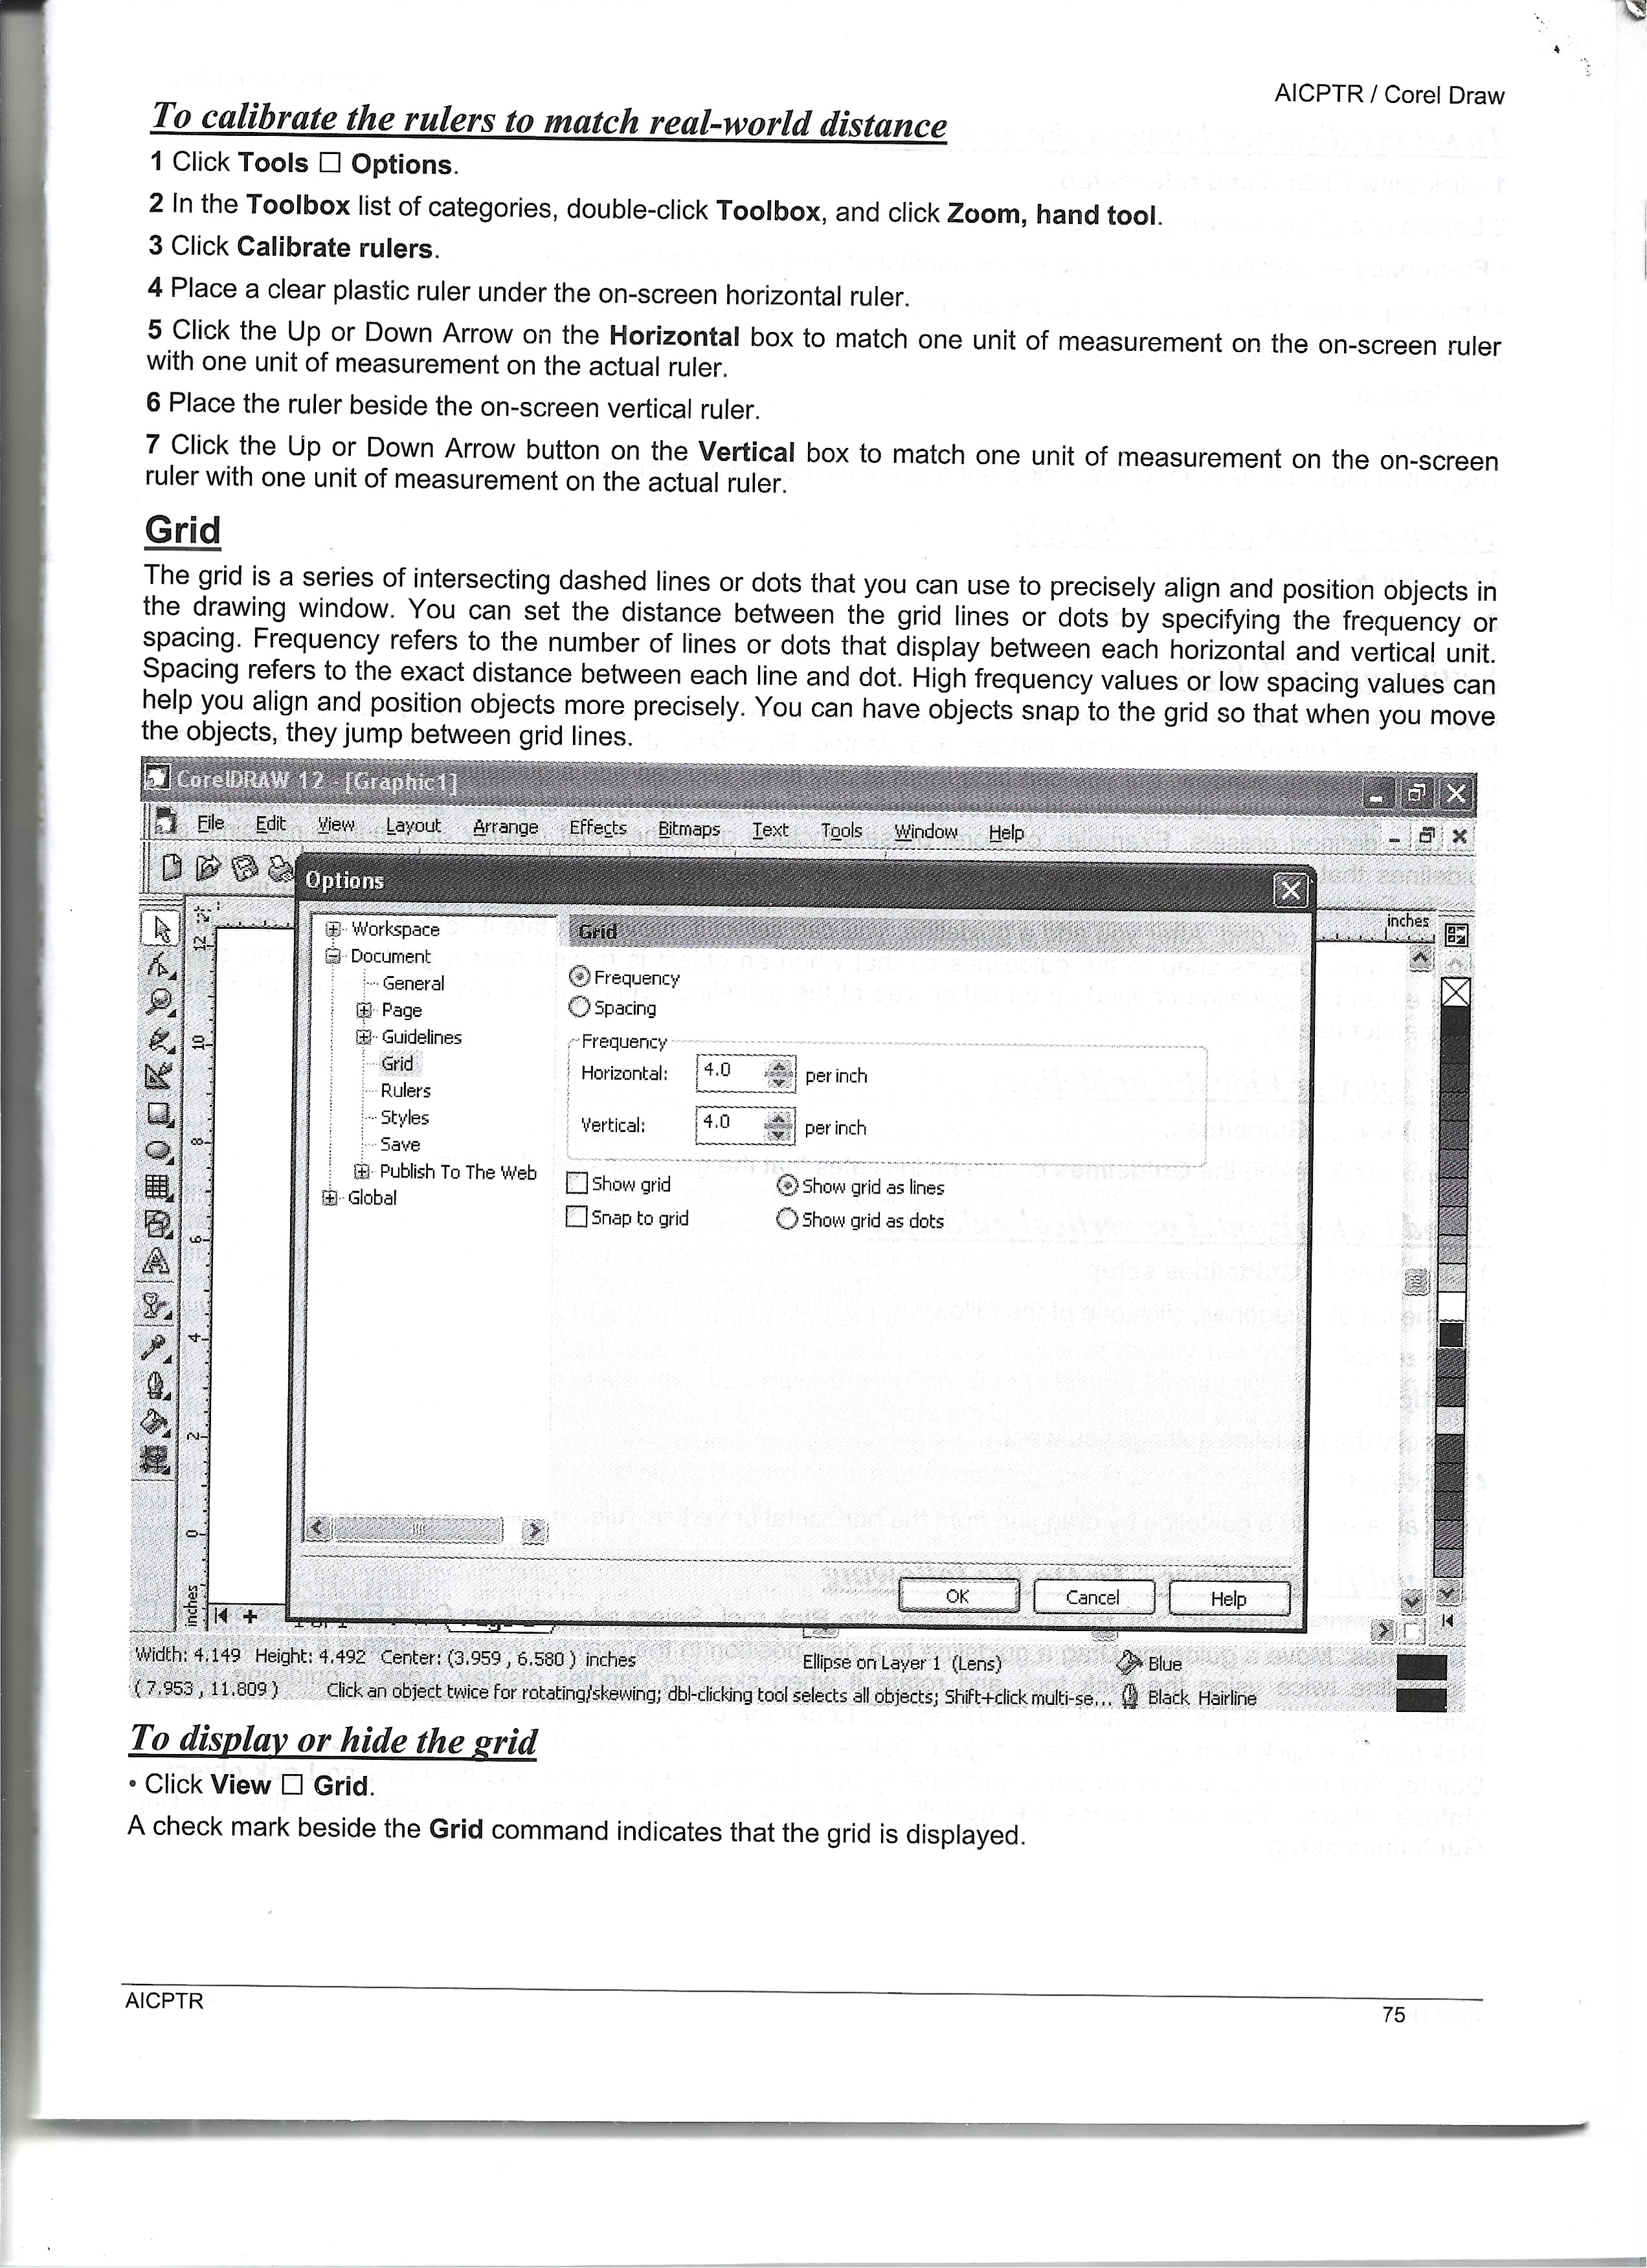 AICPTR / Corel Draw
To calibrate the rulers to match real-world distance
1 Click Tools □ Options.
2 In the Toolbox list of categories, double-click Toolbox, and click Zoom, hand tool.
3 Click Calibrate rulers.
4 Place a clear plastic ruler under the on-screen horizontal ruler.
5 Click the Up or Down Arrow on the Horizontal box to match one unit of measurement on the on-screen ruler
with one unit of measurement on the actual ruler.
6 Place the ruler beside the on-screen vertical ruler.
7 Click the Up or Down Arrow button on the Vertical box to match one unit of measurement on the on-screen
ruler with one unit of measurement on the actual ruler.
Grid
The grid is a series of intersecting dashed lines or dots that you can use to precisely align and position objects in
the drawing window. You can set the distance between the grid lines or dots by specifying the frequency or
spacing. Frequency refers to the number of lines or dots that display between each horizontal and vertical unit.
Spacing refers to the exact distance between each line and dot. High frequency values or low spacing values can
help you align and position objects more precisely. You can have objects snap to the grid so that when you move
the objects, they jump between grid lines.
CorelDRAW 12 - [Graphic1]
File Edit View Layout Arrange Effects Bitmaps Text Tools Window Help
Options
inches
Workspace
Document
General
Page
Guidelines
Grid
Rulers
Styles
Save
Publish To The Web
Global
Grid
Frequency
Spacing
Frequency
Horizontal: 4.0 per inch
Vertical: 4.0 per inch
Show grid Show grid as lines
Snap to grid Show grid as dots
12
10
8
6
4
2
0
inches
OK Cancel Help
Width: 4.149 Height: 4.492 Center: (3.959 , 6.580 ) inches Ellipse on Layer 1 (Lens) Blue
( 7.953 , 11.809 ) Click an object twice for rotating/skewing; dbl-clicking tool selects all objects; Shift+click multi-se... Black Hairline
To display or hide the grid
• Click View □ Grid.
A check mark beside the Grid command indicates that the grid is displayed.
AICPTR 75